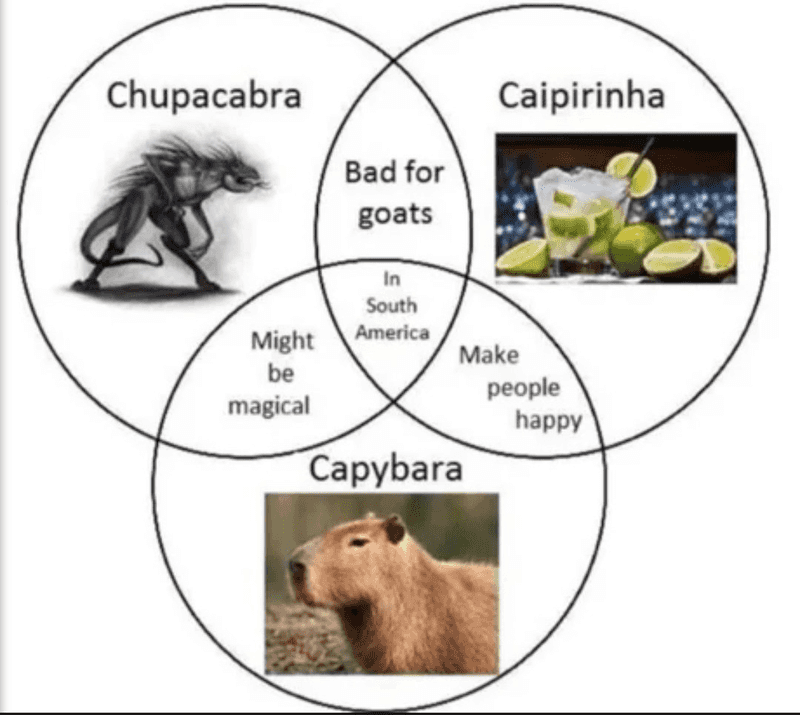 Chupacabra
Caipirinha
Bad for
goats
In
South
America
Might
be
magical
Make
people
happy
Capybara